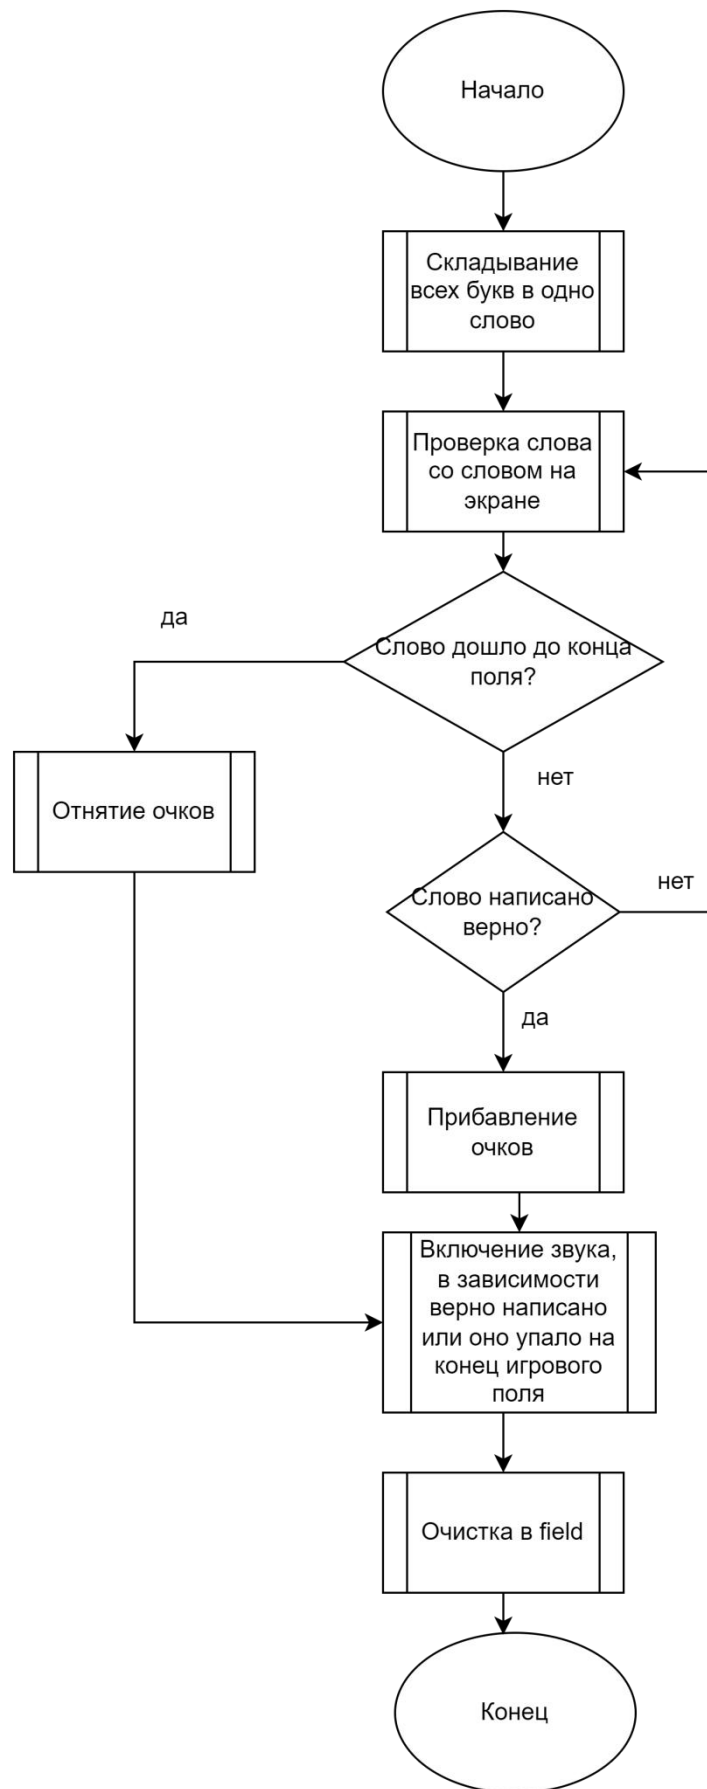 Начало
Складывание
всех букв в одно
слово
Проверка слова
со словом на
экране
да
Слово дошло до конца
поля?
нет
Отнятие очков
Слово написано
верно?
нет
да
Прибавление
очков
Включение звука,
в зависимости
верно написано
или оно упало на
конец игрового
поля
Очистка в field
Конец